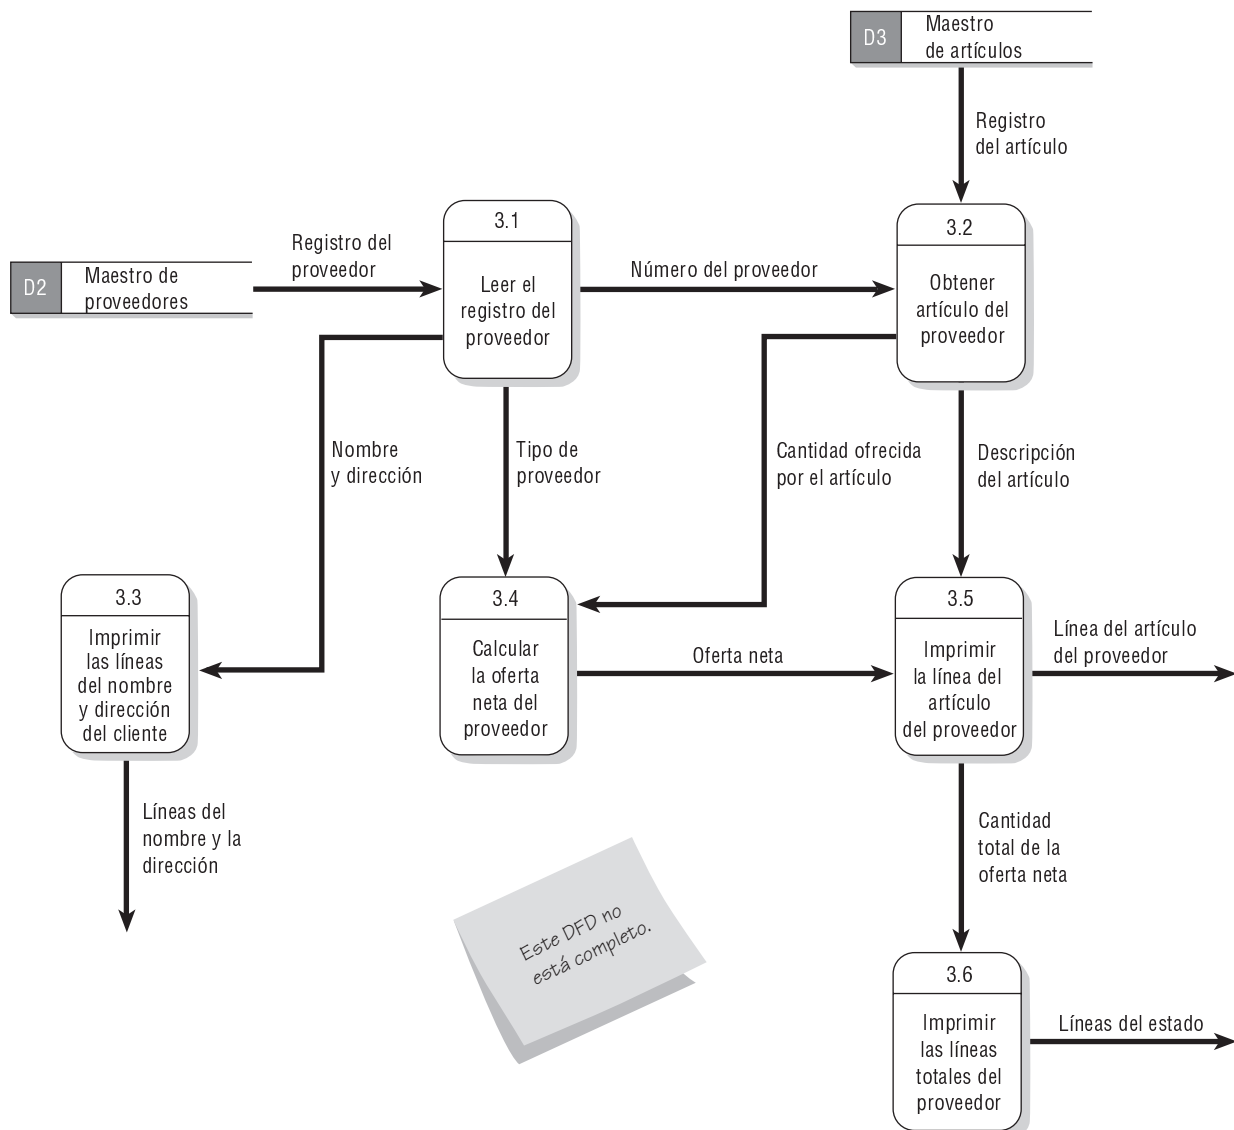 D3
Maestro
de artículos
Registro
del artículo
3.1
3.2
Registro del
proveedor
Número del proveedor
D2
Maestro de
proveedores
Leer el
registro del
proveedor
Obtener
artículo del
proveedor
Nombre
y dirección
Tipo de
proveedor
Cantidad ofrecida
por el artículo
Descripción
del artículo
3.3
Imprimir
las líneas
del nombre
y dirección
del cliente
3.4
Calcular
la oferta
neta del
proveedor
Oferta neta
3.5
Imprimir
la línea del
artículo
del proveedor
Línea del artículo
del proveedor
Líneas del
nombre y la
dirección
Cantidad
total de la
oferta neta
Este DFD no
está completo.
3.6
Imprimir
las líneas
totales del
proveedor
Líneas del estado